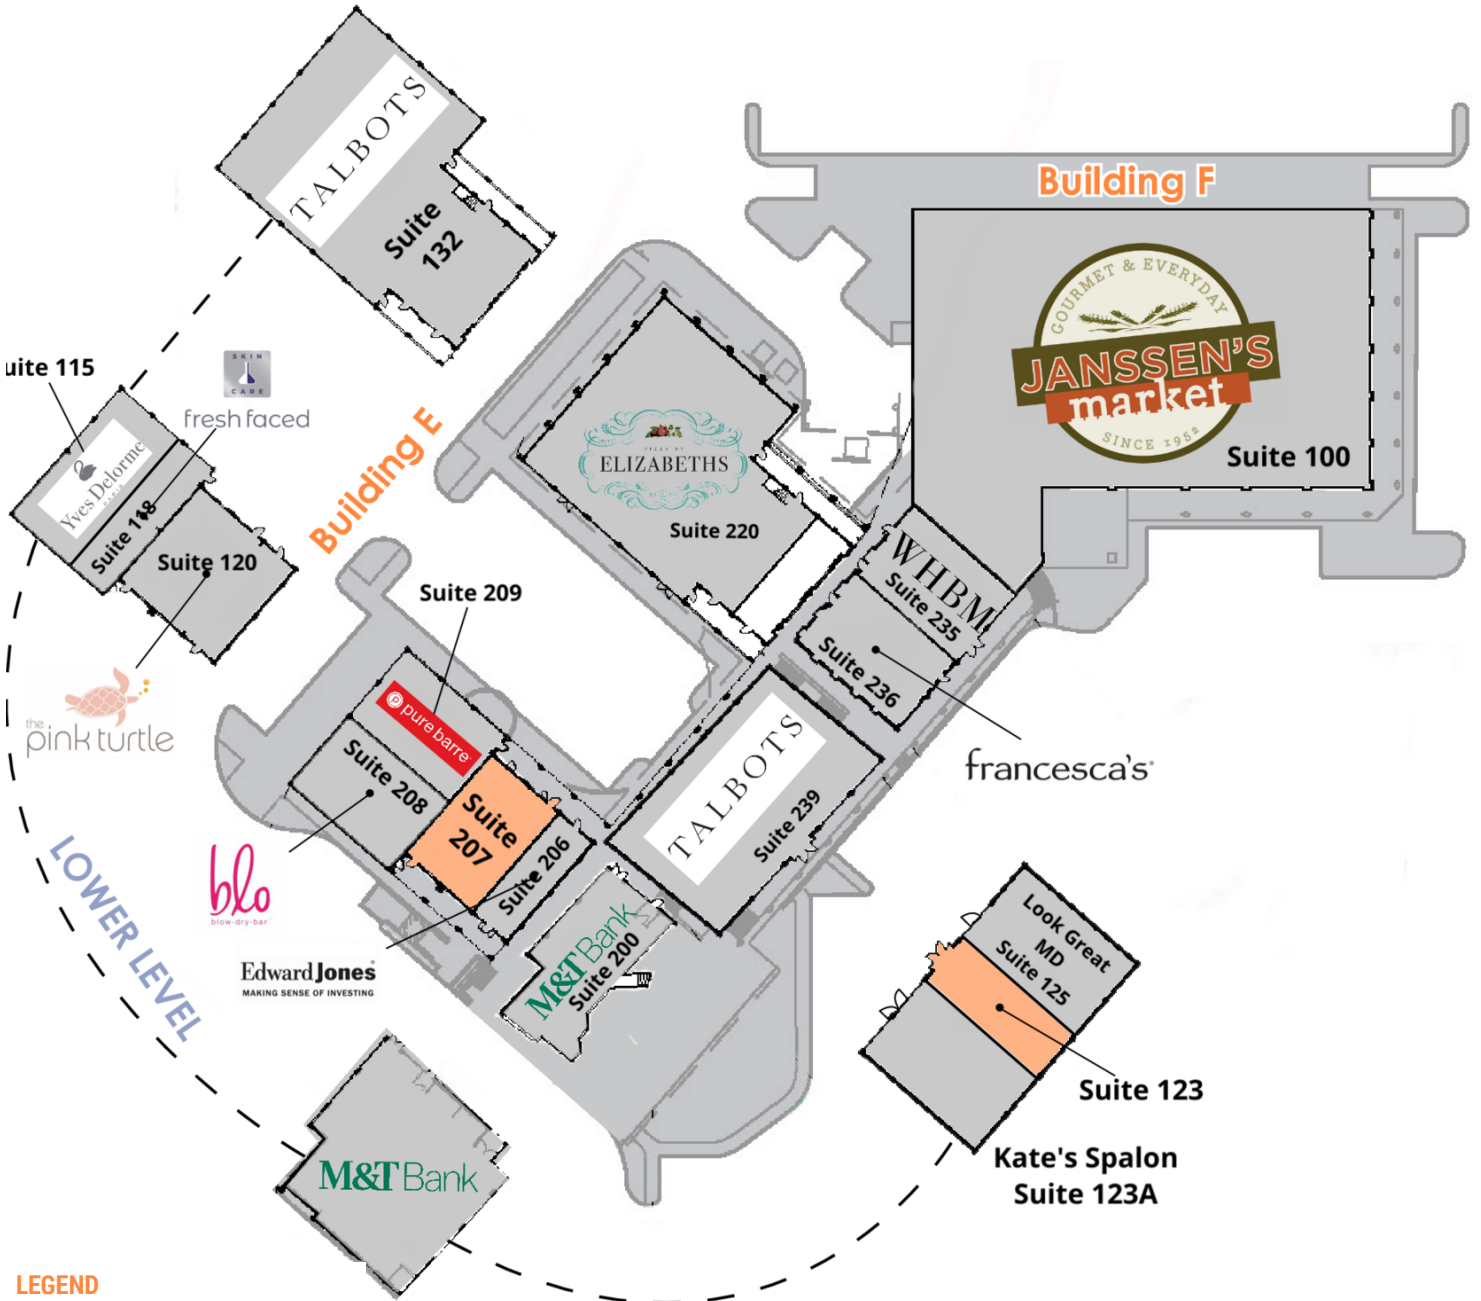 TALBOTS
Suite
132
Building F
GOURMET & EVERYDAY
JANSSEN'S
market
SINCE 1952
Suite 100
uite 115
SKIN
CARE
fresh faced
Yves Delorme
Suite 118
Suite 120
the
pink turtle
Building E
ELIZABETHS
Suite 220
WHBM
Suite 235
Suite 236
francesca's
Suite 209
p pure barre
Suite 208
Suite
207
Suite 206
blo
blow-dry-bar
Edward Jones
MAKING SENSE OF INVESTING
TALBOTS
Suite 239
M&T Bank
Suite 200
LOWER LEVEL
M&T Bank
Look Great
MD
Suite 125
Suite 123
Kate's Spalon
Suite 123A
LEGEND